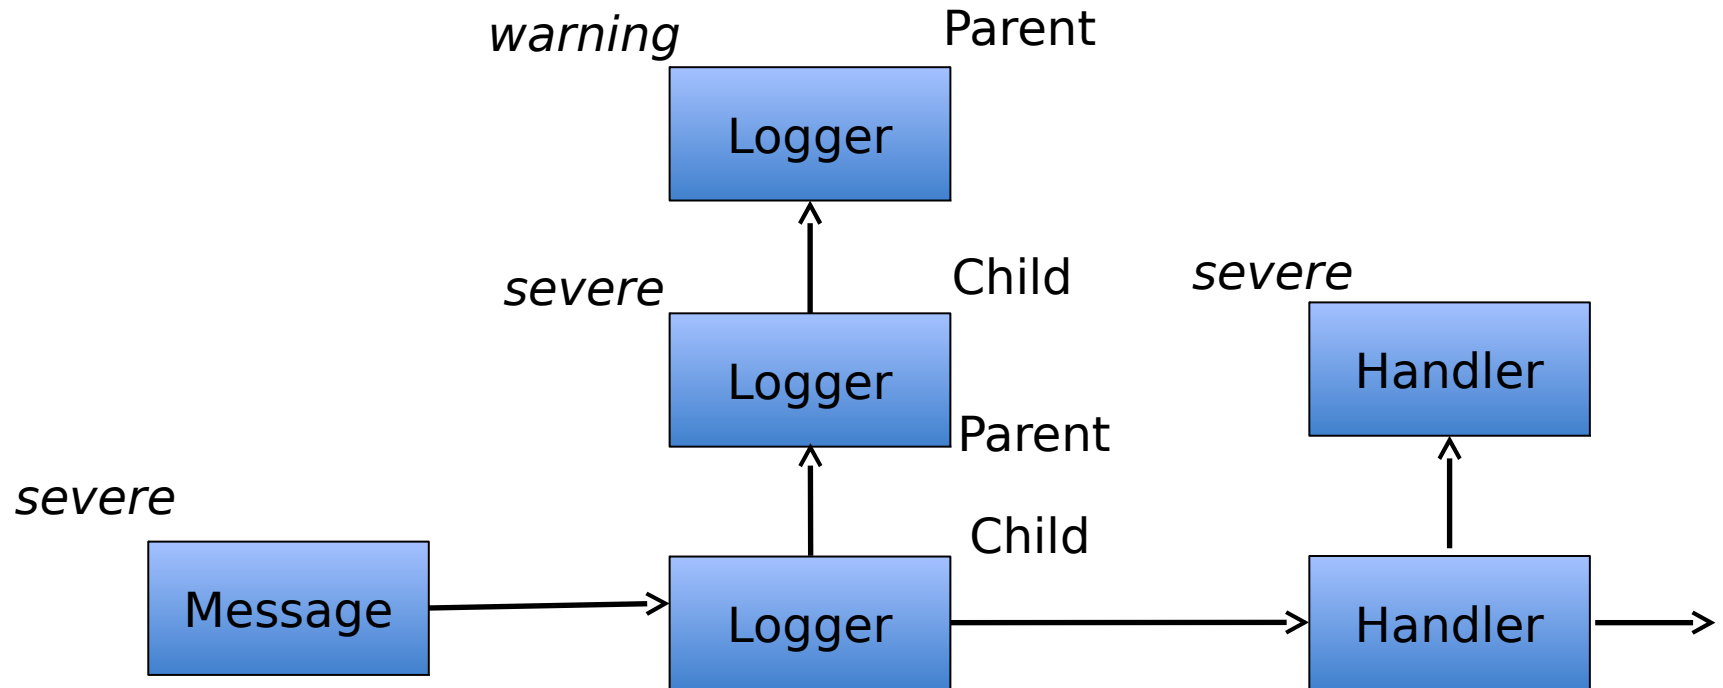 warning
Parent
Logger
severe
Child
severe
Logger
Handler
Parent
severe
Child
Message
Logger
Handler